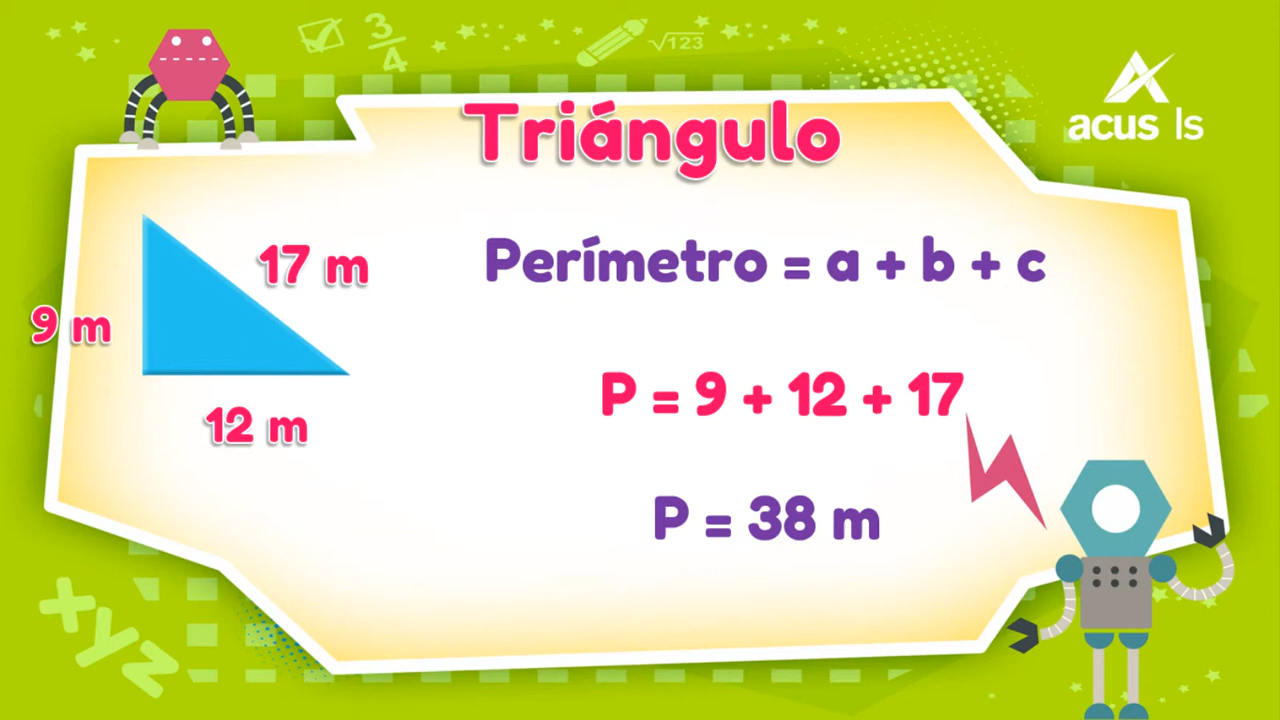 3/4
√123
acus ls
Triángulo
17 m
9 m
12 m
Perímetro = a + b + c
P = 9 + 12 + 17
P = 38 m
xyz